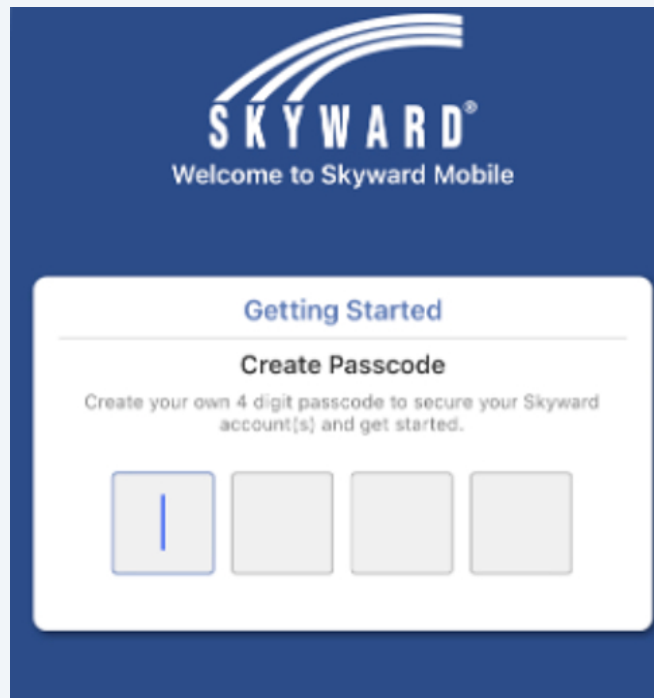 SKYWARD®
Welcome to Skyward Mobile
Getting Started
Create Passcode
Create your own 4 digit passcode to secure your Skyward
account(s) and get started.